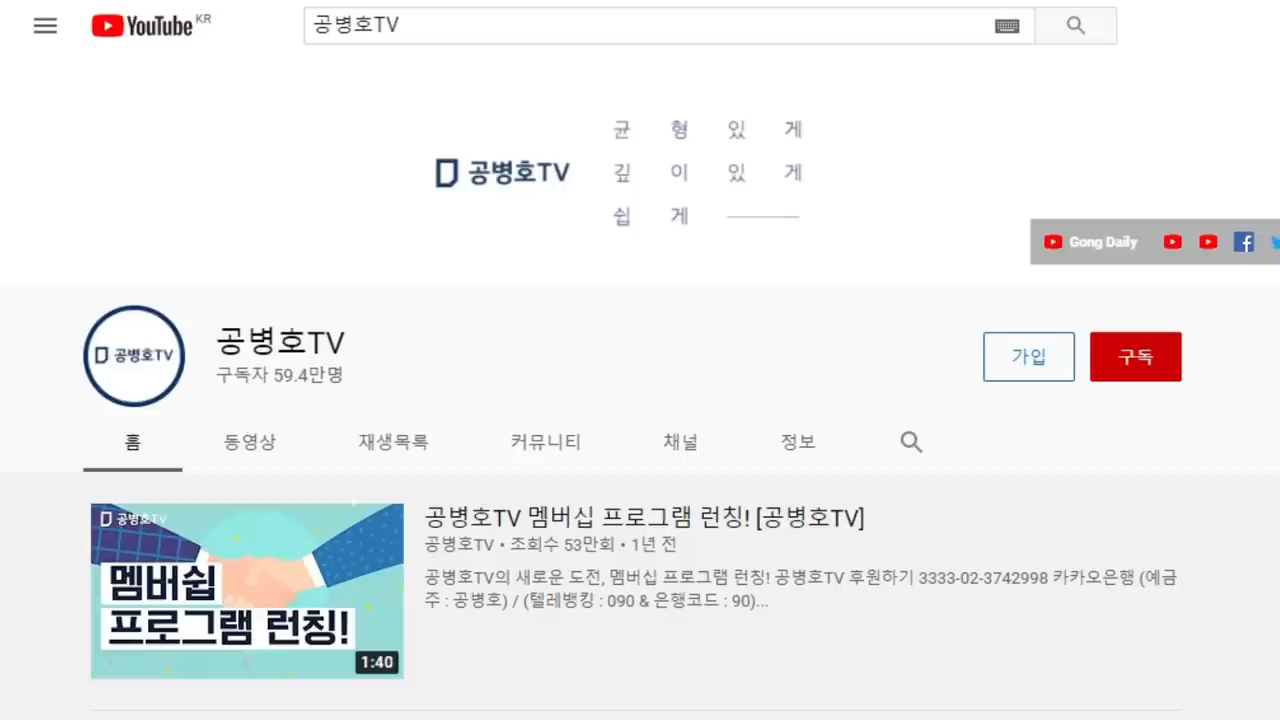 YouTube KR
공병호TV
균형있게
공병호TV
깊이있게
쉽게
Gong Daily
공병호TV
공병호TV
구독자 59.4만명
가입
구독
홈 동영상 재생목록 커뮤니티 채널 정보
공병호TV
멤버쉽
프로그램 런칭!
1:40
공병호TV 멤버십 프로그램 런칭! [공병호TV]
공병호TV • 조회수 53만회 • 1년 전
공병호TV의 새로운 도전, 멤버십 프로그램 런칭! 공병호TV 후원하기 3333-02-3742998 카카오은행 (예금
주 : 공병호) / (텔레뱅킹 : 090 & 은행코드 : 90)...